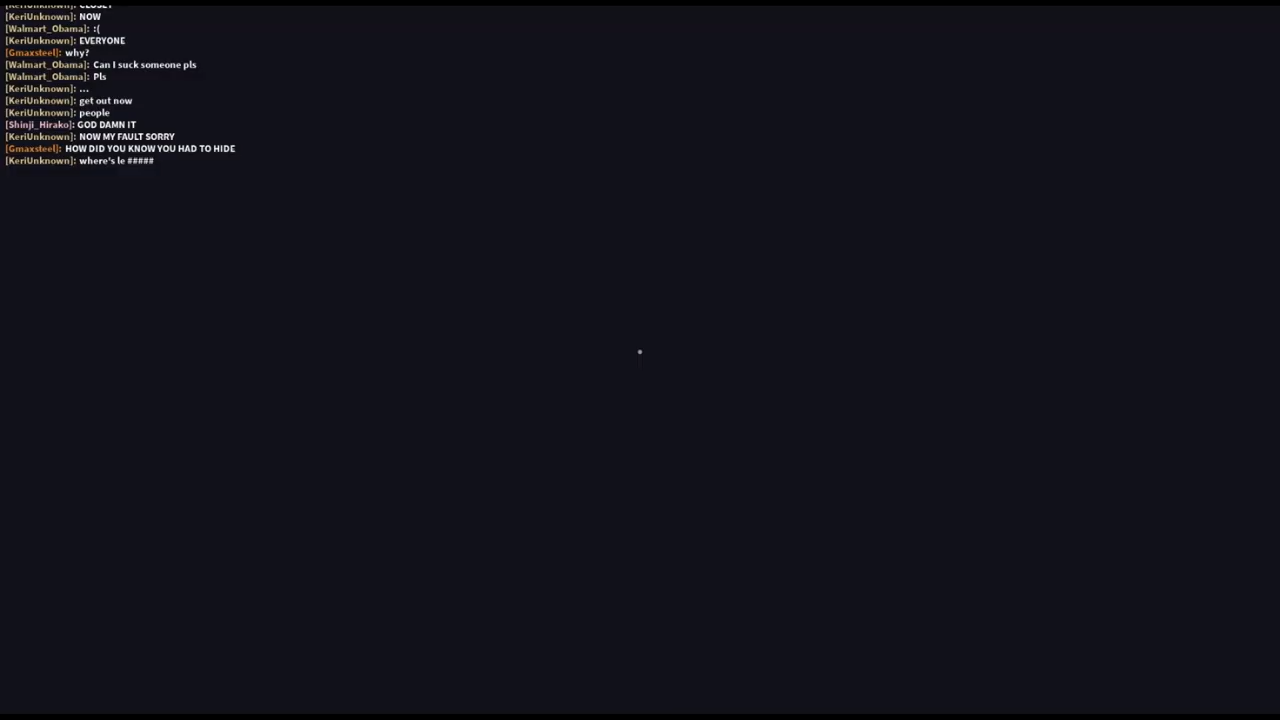 [KeriUnknown]: CLOSET
[KeriUnknown]: NOW
[Walmart_Obama]: :(
[KeriUnknown]: EVERYONE
[Gmaxsteel]: why?
[Walmart_Obama]: Can I suck someone pls
[Walmart_Obama]: Pls
[KeriUnknown]: ...
[KeriUnknown]: get out now
[KeriUnknown]: people
[Shinji_Hirako]: GOD DAMN IT
[KeriUnknown]: NOW MY FAULT SORRY
[Gmaxsteel]: HOW DID YOU KNOW YOU HAD TO HIDE
[KeriUnknown]: where's le #####